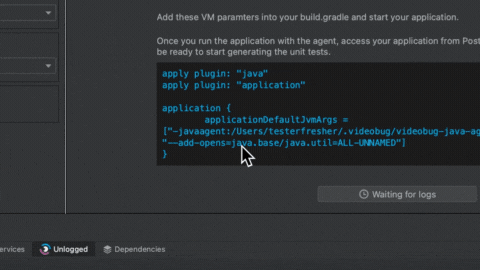 Add these VM paramters into your build.gradle and start your application.
Once you run the application with the agent, access your application from Post
be ready to start generating the unit tests.
apply plugin: "java"
apply plugin: "application"
application {
applicationDefaultJvmArgs =
["-javaagent:/Users/testerfresher/.videobug/videobug-java-ag
"--add-opens=java.base/java.util=ALL-UNNAMED"]
}
Waiting for logs
ervices
Unlogged
Dependencies